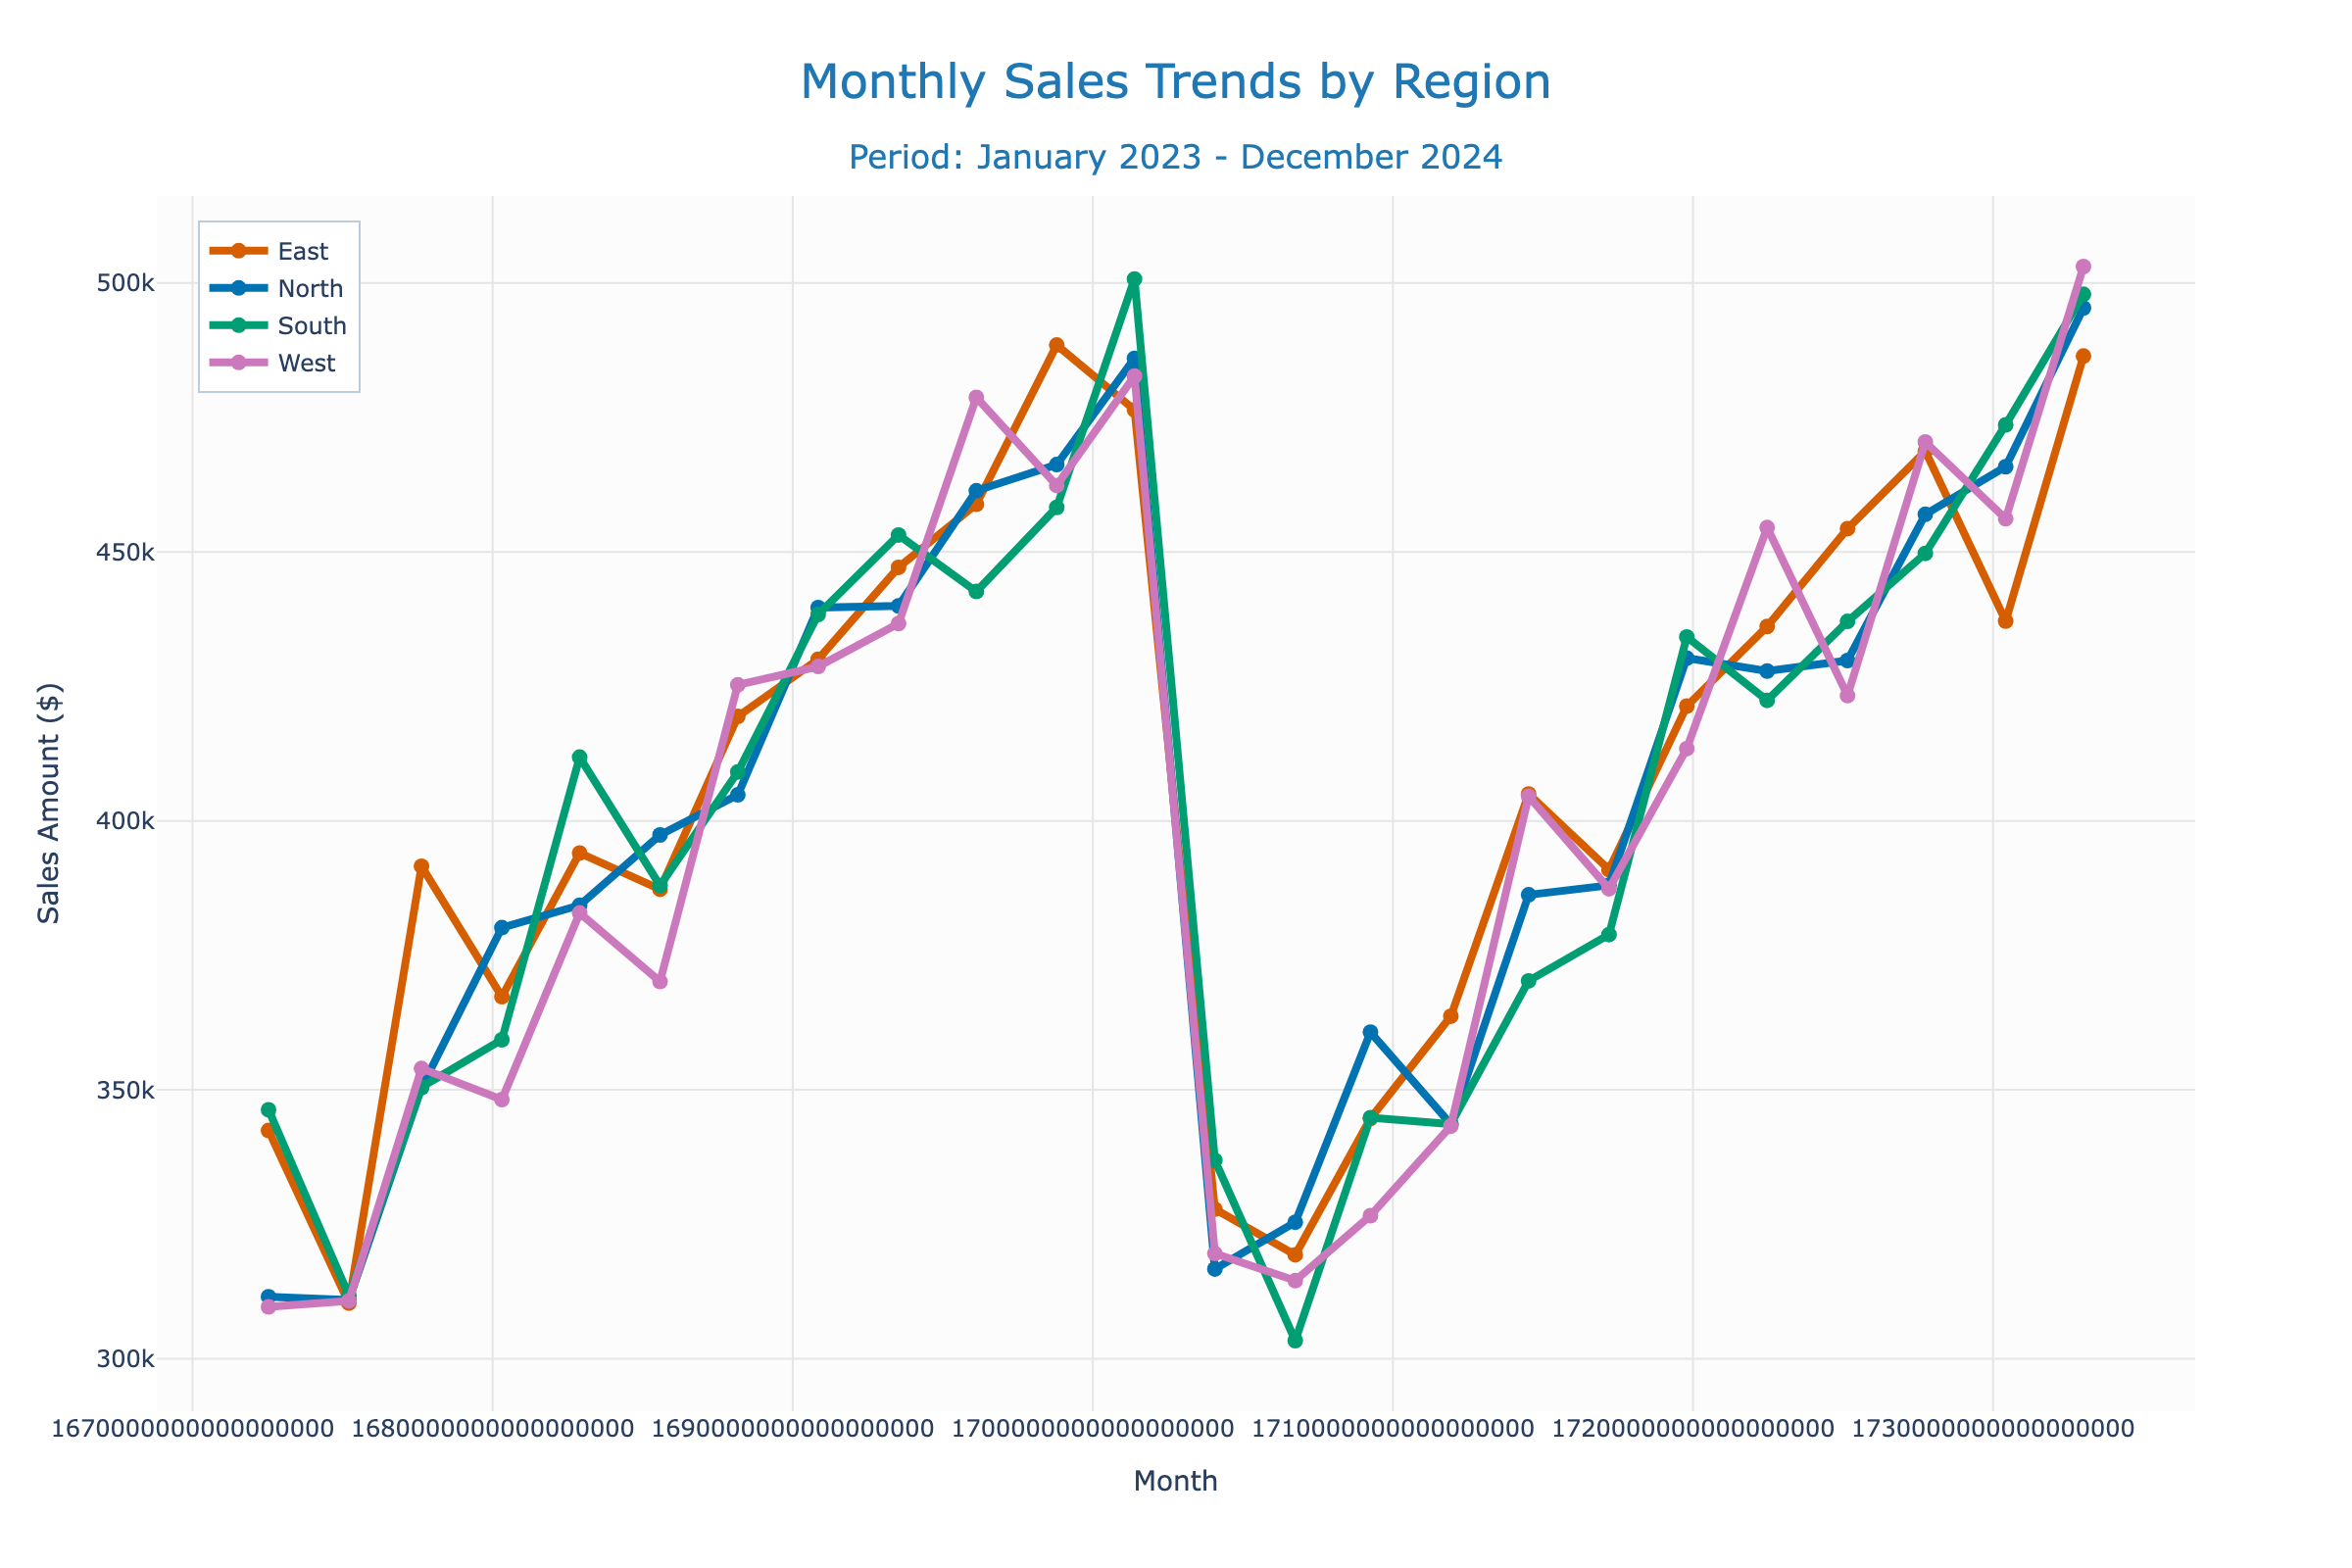 Monthly Sales Trends by Region
Period: January 2023 - December 2024
East
North
South
West
500k
450k
400k
350k
300k
Sales Amount ($)
1670000000000000000 1680000000000000000 1690000000000000000 1700000000000000000 1710000000000000000 1720000000000000000 1730000000000000000
Month